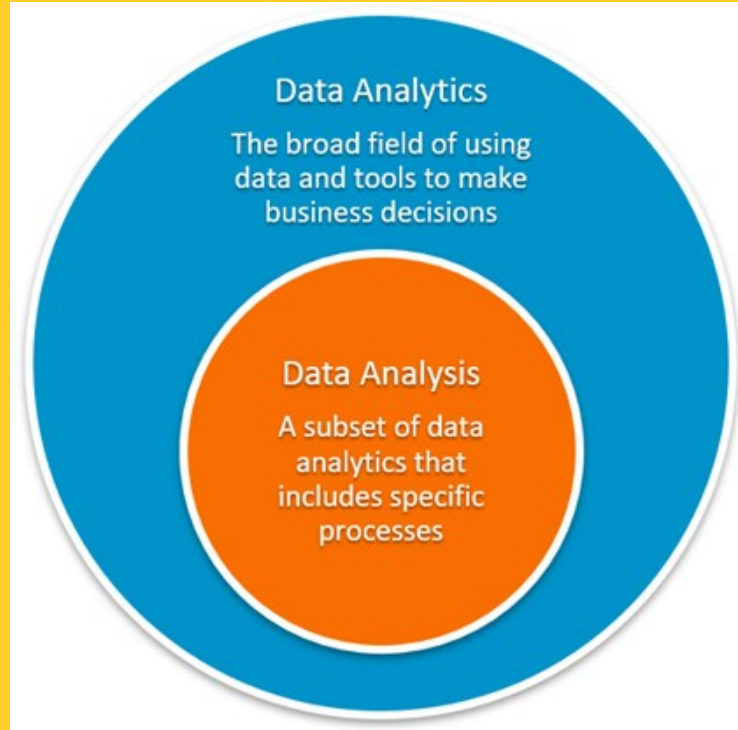 Data Analytics
The broad field of using
data and tools to make
business decisions
Data Analysis
A subset of data
analytics that
includes specific
processes